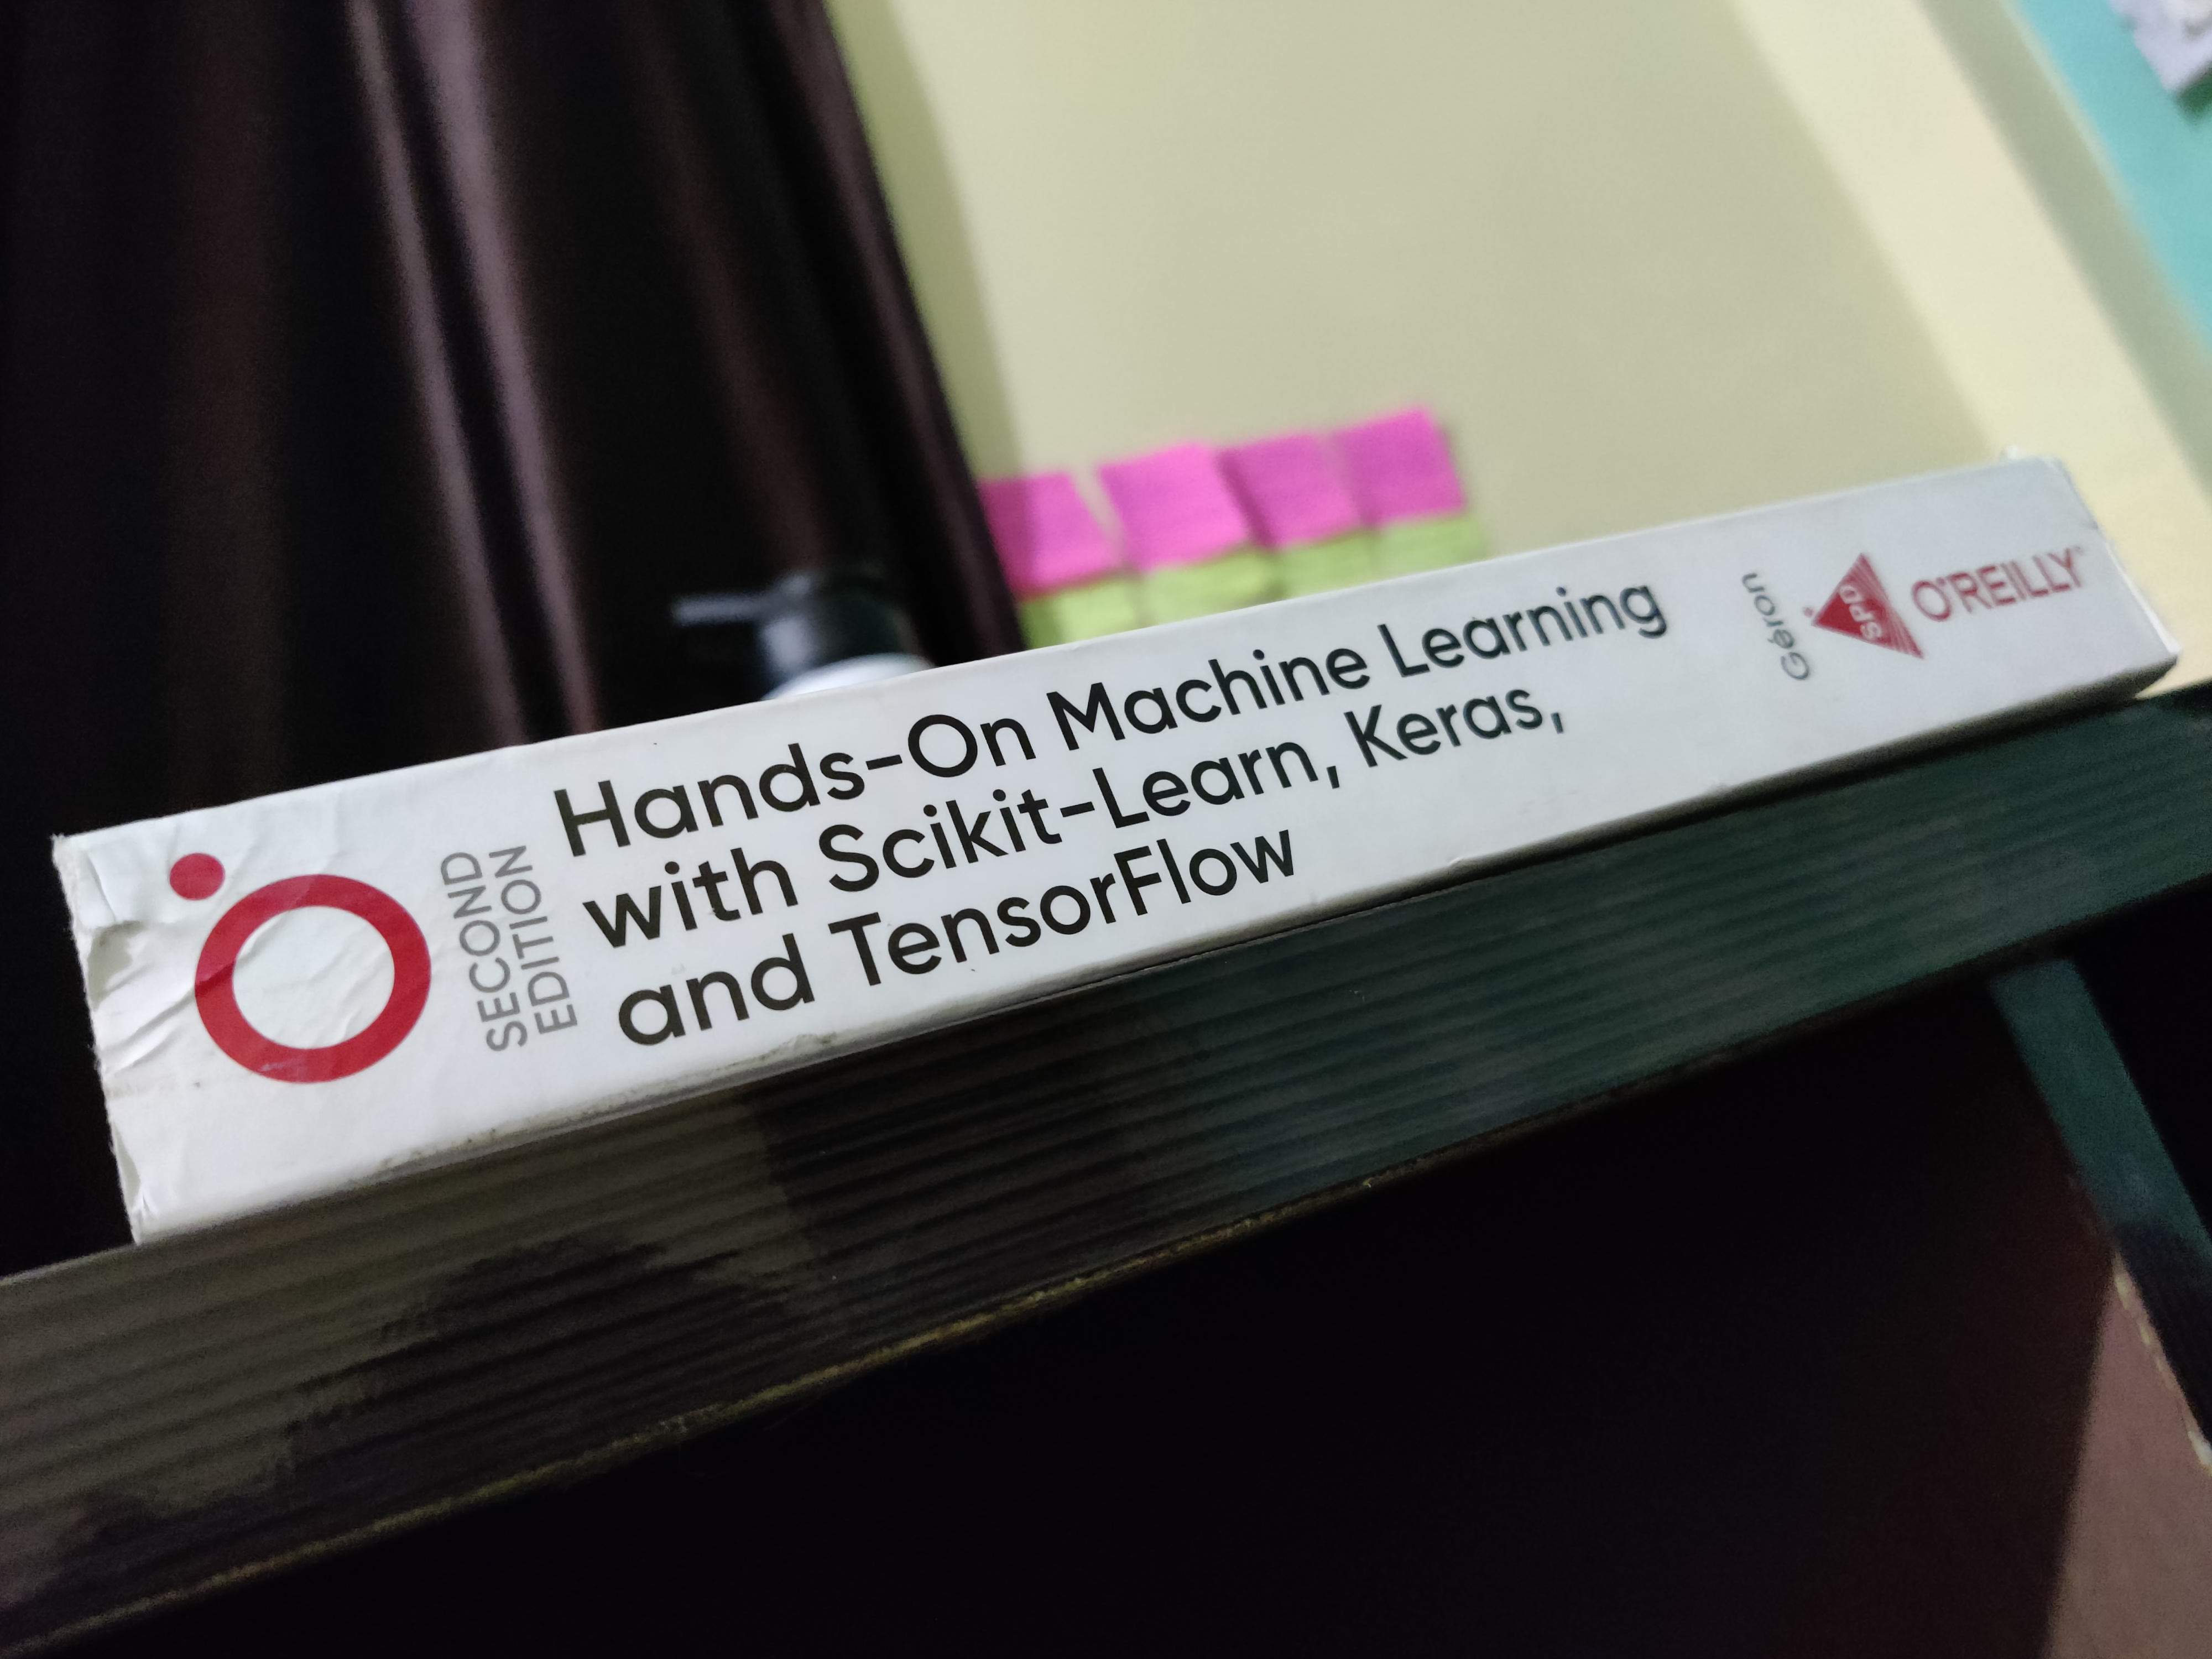 SECOND
EDITION
Hands-On Machine Learning
with Scikit-Learn, Keras,
and TensorFlow
Géron
SPD
O'REILLY®